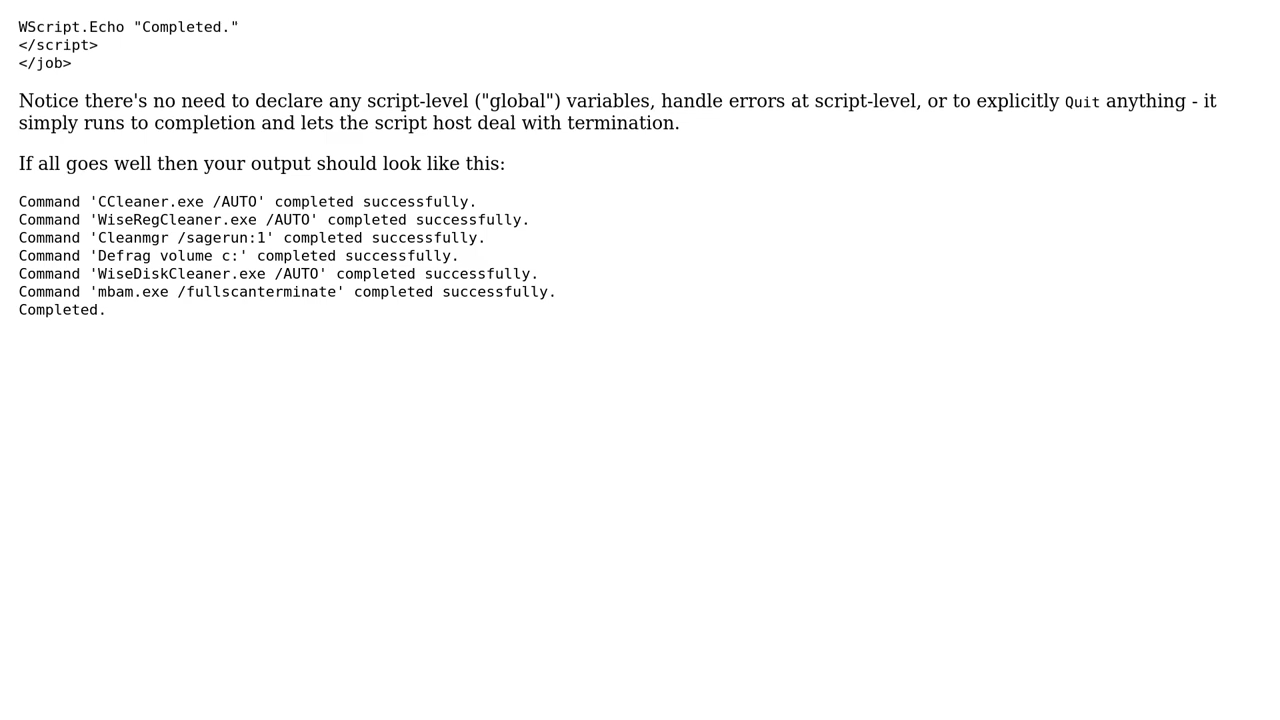 WScript.Echo "Completed."
</script>
</job>
Notice there's no need to declare any script-level ("global") variables, handle errors at script-level, or to explicitly Quit anything - it
simply runs to completion and lets the script host deal with termination.
If all goes well then your output should look like this:
Command 'CCleaner.exe /AUTO' completed successfully.
Command 'WiseRegCleaner.exe /AUTO' completed successfully.
Command 'Cleanmgr /sagerun:1' completed successfully.
Command 'Defrag volume c:' completed successfully.
Command 'WiseDiskCleaner.exe /AUTO' completed successfully.
Command 'mbam.exe /fullscanterminate' completed successfully.
Completed.